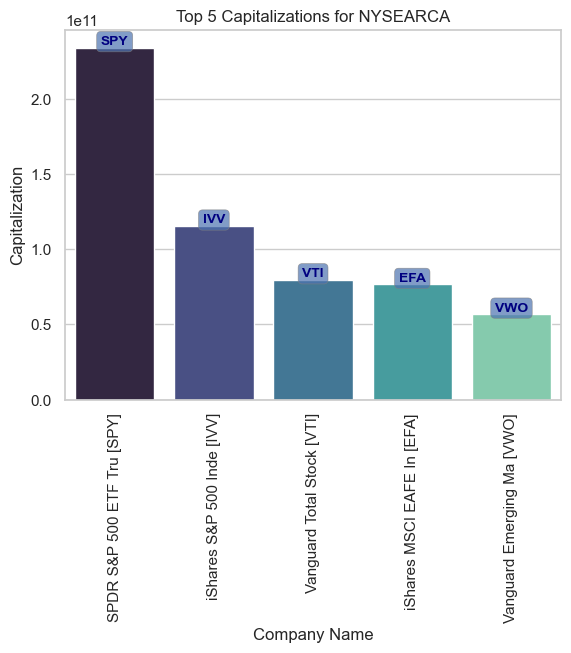 Top 5 Capitalizations for NYSEARCA
1e11
Capitalization
2.0
1.5
1.0
0.5
0.0
SPY
IVV
VTI
EFA
VWO
SPDR S&P 500 ETF Tru [SPY]
iShares S&P 500 Inde [IVV]
Vanguard Total Stock [VTI]
iShares MSCI EAFE In [EFA]
Vanguard Emerging Ma [VWO]
Company Name